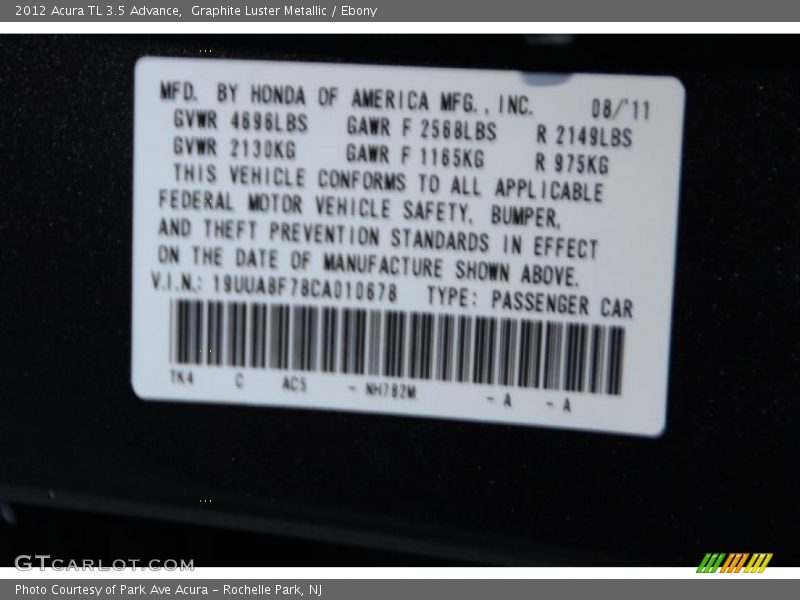 2012 Acura TL 3.5 Advance,  Graphite Luster Metallic / Ebony
MFD. BY HONDA OF AMERICA MFG., INC. 08/'11
GVWR 4696LBS GAWR F 2568LBS R 2149LBS
GVWR 2130KG GAWR F 1165KG R 975KG
THIS VEHICLE CONFORMS TO ALL APPLICABLE
FEDERAL MOTOR VEHICLE SAFETY, BUMPER,
AND THEFT PREVENTION STANDARDS IN EFFECT
ON THE DATE OF MANUFACTURE SHOWN ABOVE.
V.I.N.: 19UUA8F78CA010678 TYPE: PASSENGER CAR
TK4 C AC5 - NH782M - A - A
GTCARLOT.COM
Photo Courtesy of Park Ave Acura – Rochelle Park, NJ